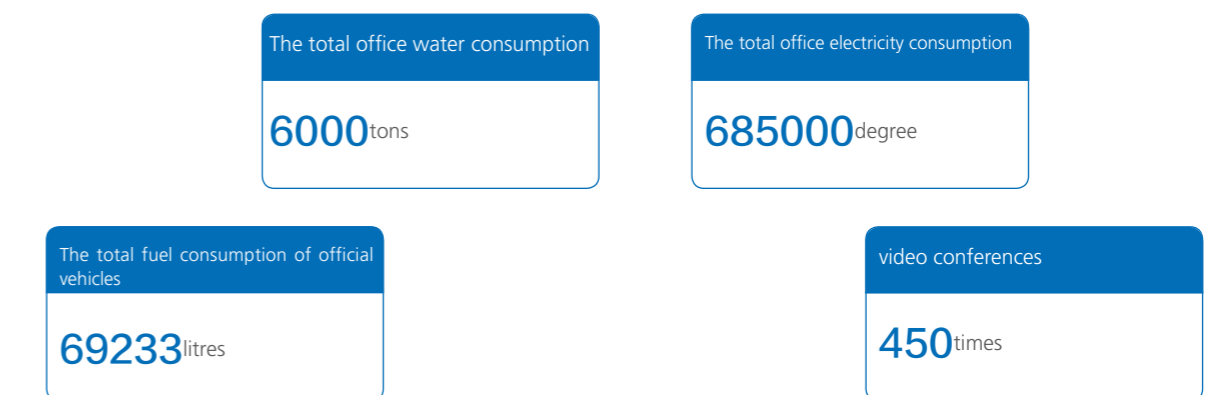 The total office water consumption
6000tons
The total office electricity consumption
685000degree
The total fuel consumption of official
vehicles
69233litres
video conferences
450times